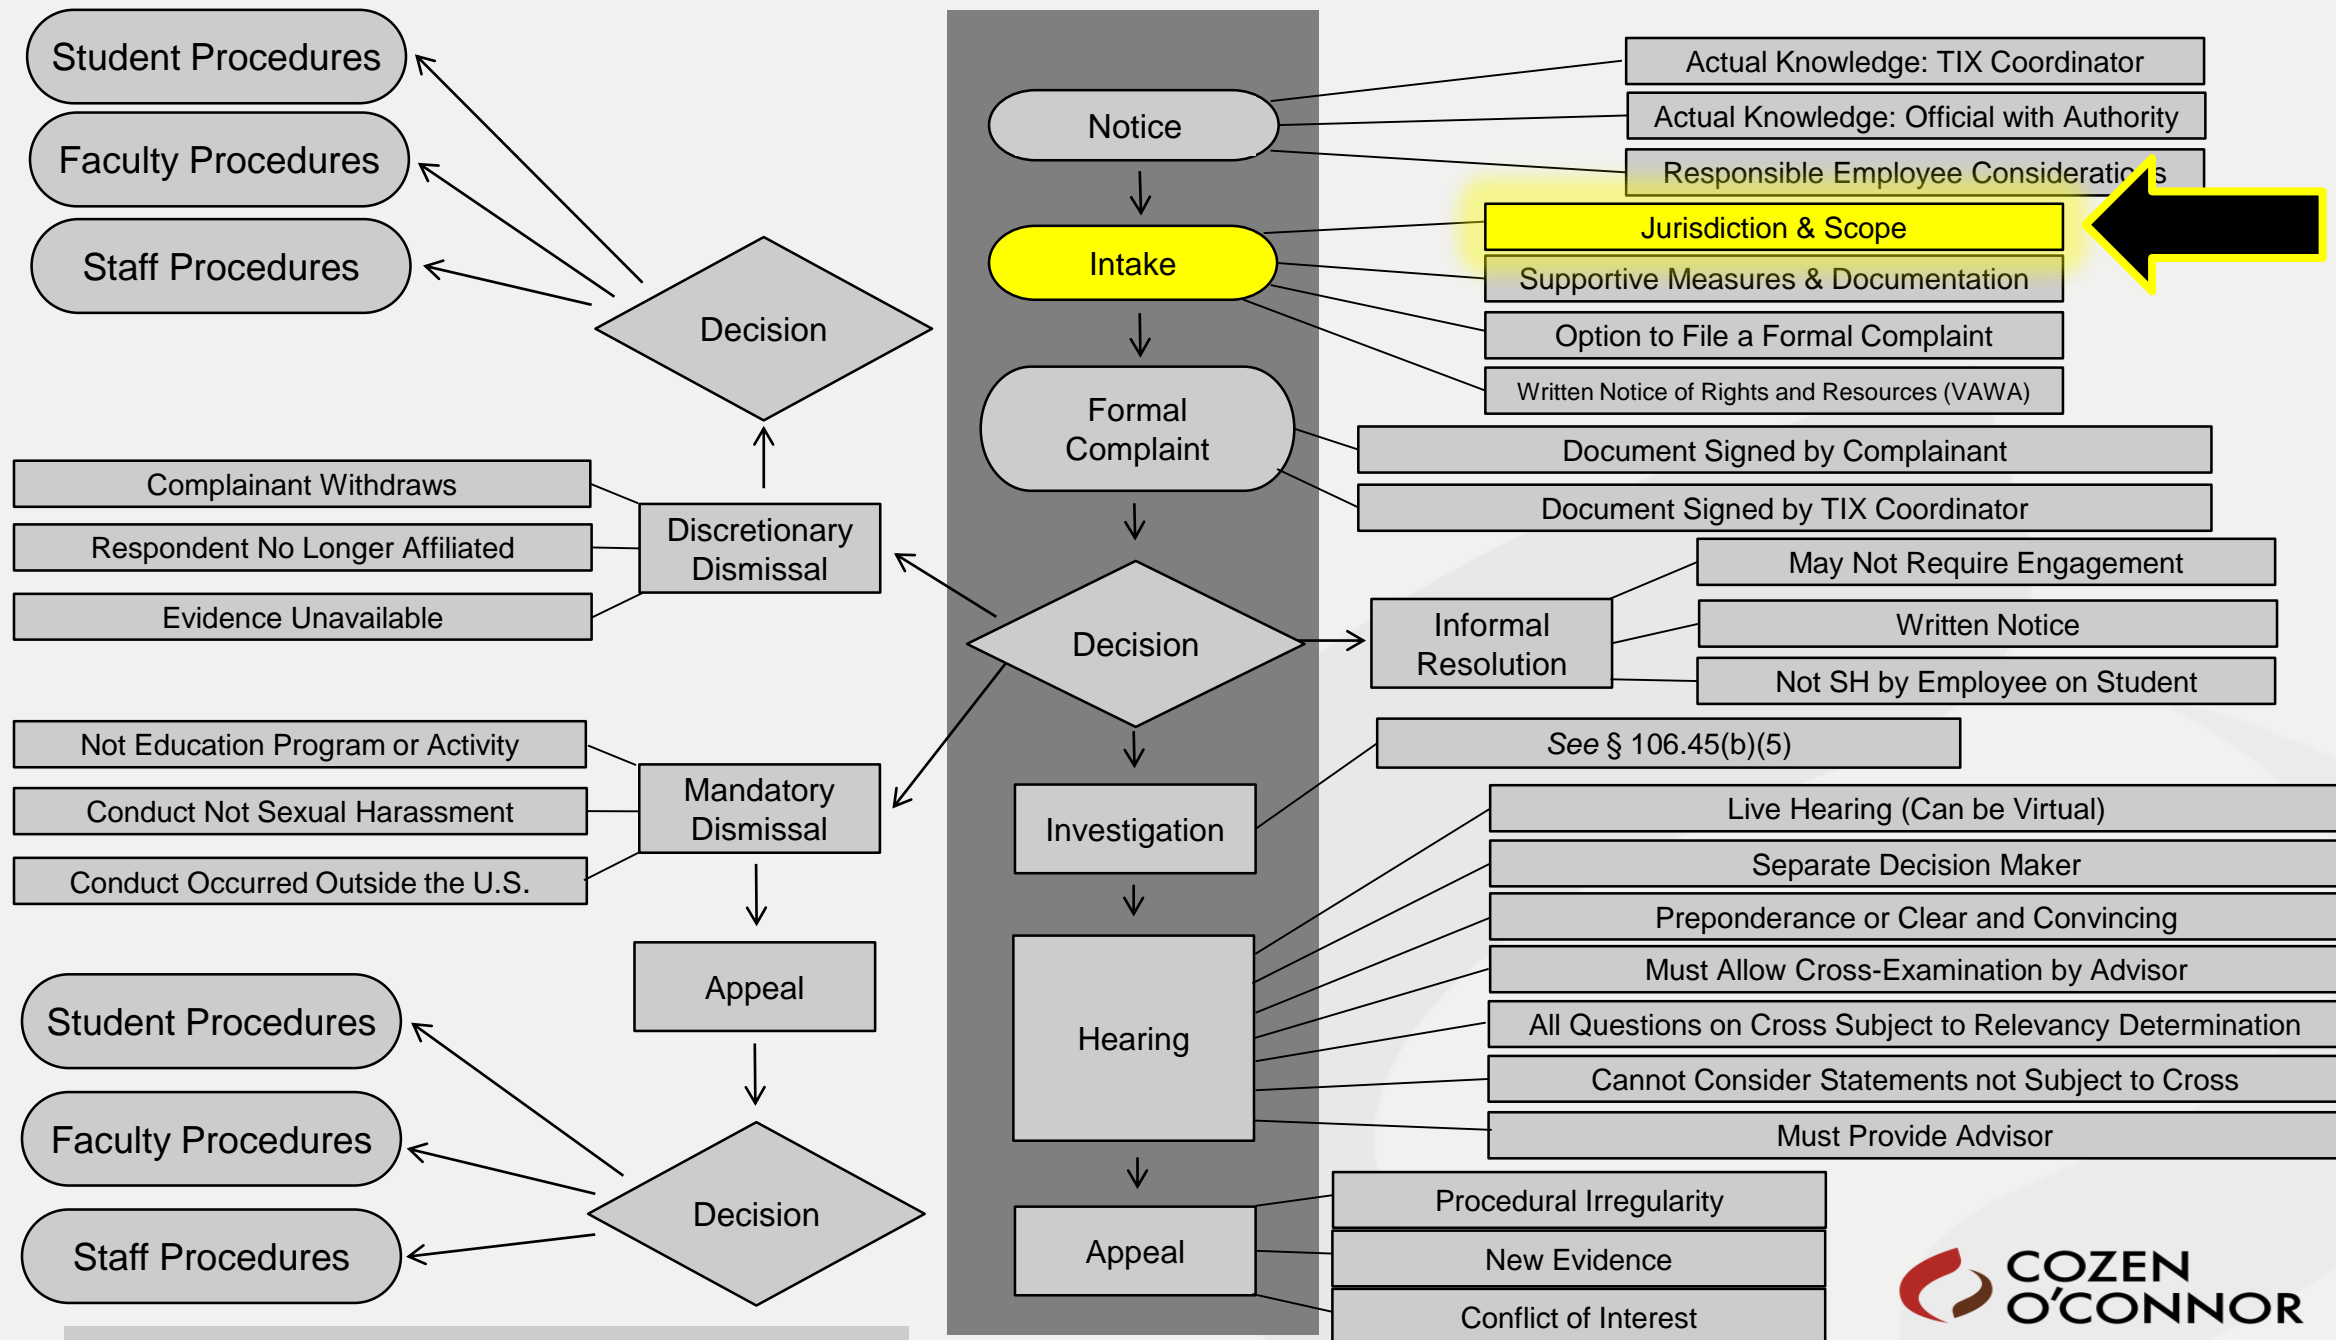 Student Procedures
Faculty Procedures
Staff Procedures
Decision
Complainant Withdraws
Respondent No Longer Affiliated
Evidence Unavailable
Discretionary
Dismissal
Not Education Program or Activity
Conduct Not Sexual Harassment
Conduct Occurred Outside the U.S.
Mandatory
Dismissal
Appeal
Student Procedures
Faculty Procedures
Staff Procedures
Decision
Notice
Intake
Formal
Complaint
Decision
Investigation
Hearing
Appeal
Actual Knowledge: TIX Coordinator
Actual Knowledge: Official with Authority
Responsible Employee Considerations
Jurisdiction & Scope
Supportive Measures & Documentation
Option to File a Formal Complaint
Written Notice of Rights and Resources (VAWA)
Document Signed by Complainant
Document Signed by TIX Coordinator
Informal
Resolution
May Not Require Engagement
Written Notice
Not SH by Employee on Student
See § 106.45(b)(5)
Live Hearing (Can be Virtual)
Separate Decision Maker
Preponderance or Clear and Convincing
Must Allow Cross-Examination by Advisor
All Questions on Cross Subject to Relevancy Determination
Cannot Consider Statements not Subject to Cross
Must Provide Advisor
Procedural Irregularity
New Evidence
Conflict of Interest
COZEN
O'CONNOR